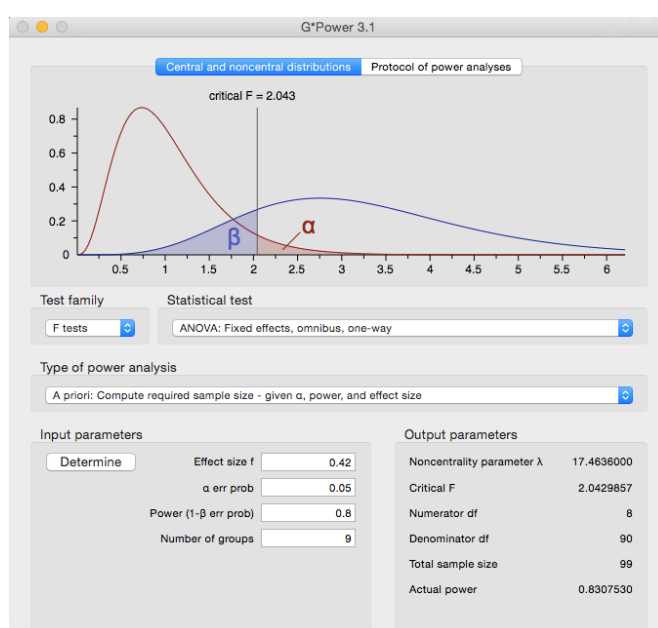 G*Power 3.1
Central and noncentral distributions Protocol of power analyses
critical F = 2.043
0.8
0.6
0.4
0.2
0
β
α
0.5 1 1.5 2 2.5 3 3.5 4 4.5 5 5.5 6
Test family Statistical test
F tests ANOVA: Fixed effects, omnibus, one-way
Type of power analysis
A priori: Compute required sample size - given α, power, and effect size
Input parameters Output parameters
Determine Effect size f 0.42 Noncentrality parameter λ 17.4636000
α err prob 0.05 Critical F 2.0429857
Power (1-β err prob) 0.8 Numerator df 8
Number of groups 9 Denominator df 90
Total sample size 99
Actual power 0.8307530